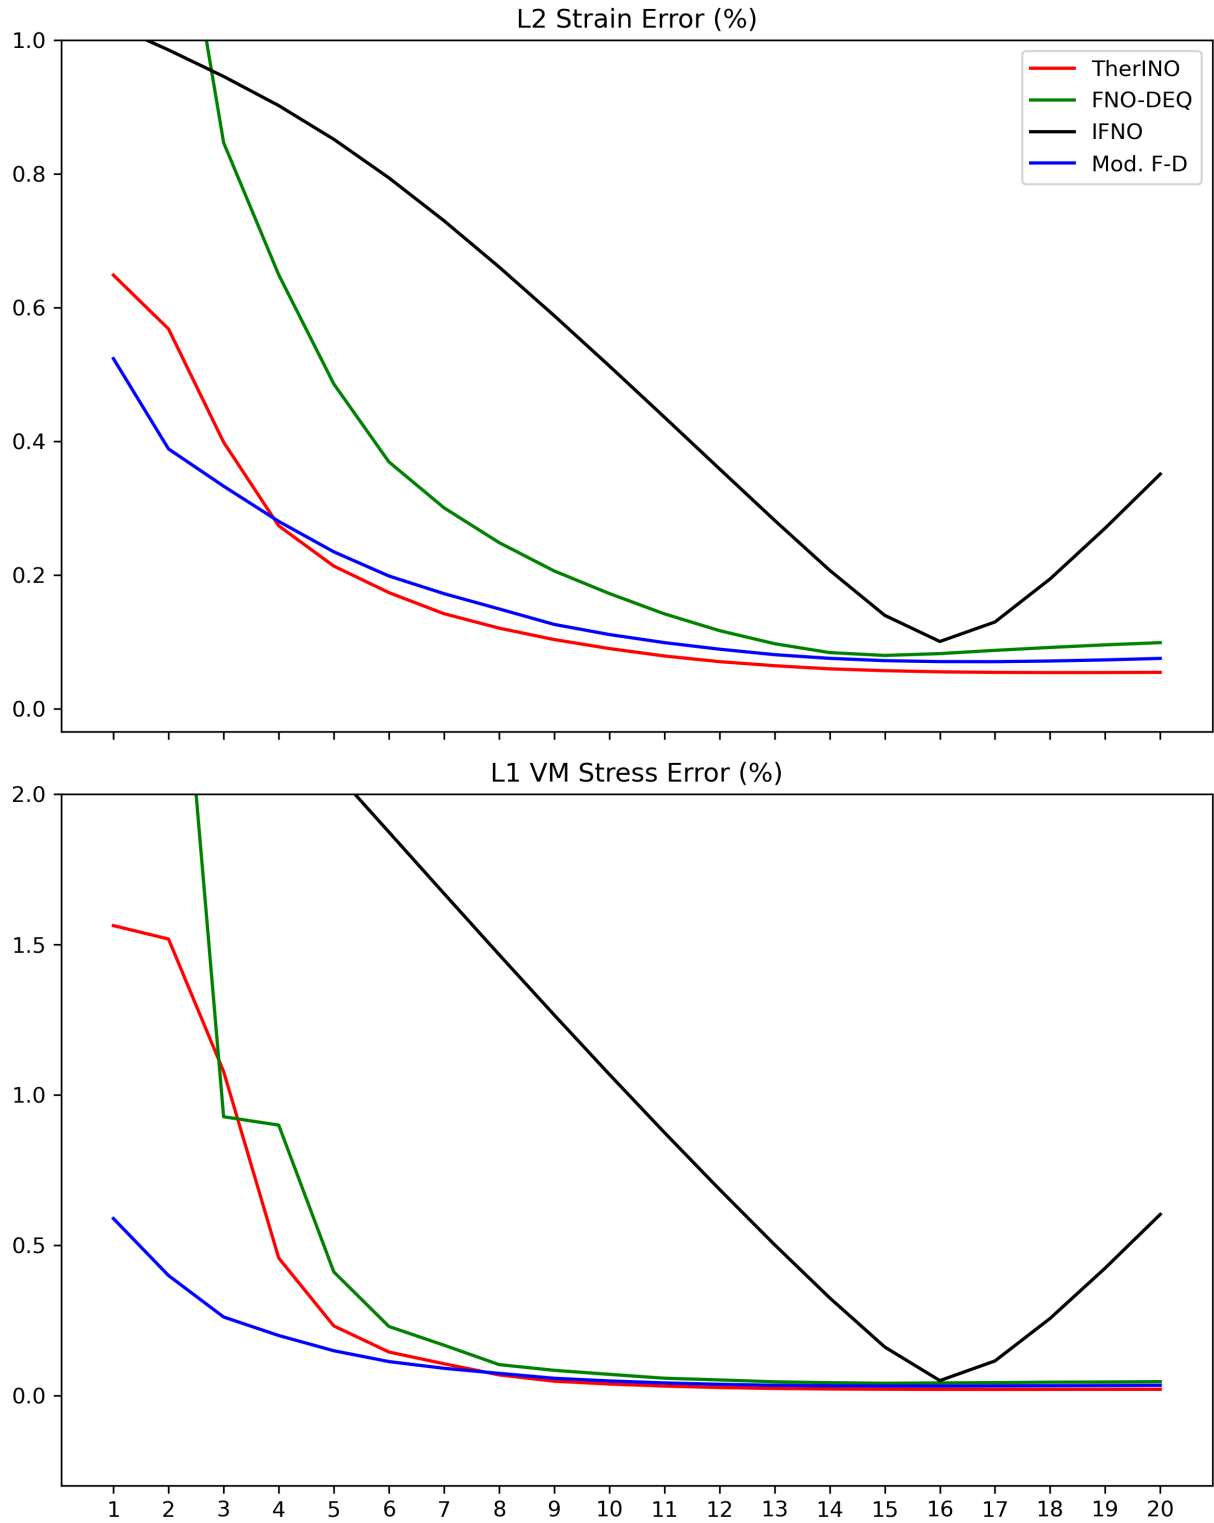 L2 Strain Error (%)
1.0
0.8
0.6
0.4
0.2
0.0
TherINO
FNO-DEQ
IFNO
Mod. F-D
L1 VM Stress Error (%)
2.0
1.5
1.0
0.5
0.0
1 2 3 4 5 6 7 8 9 10 11 12 13 14 15 16 17 18 19 20